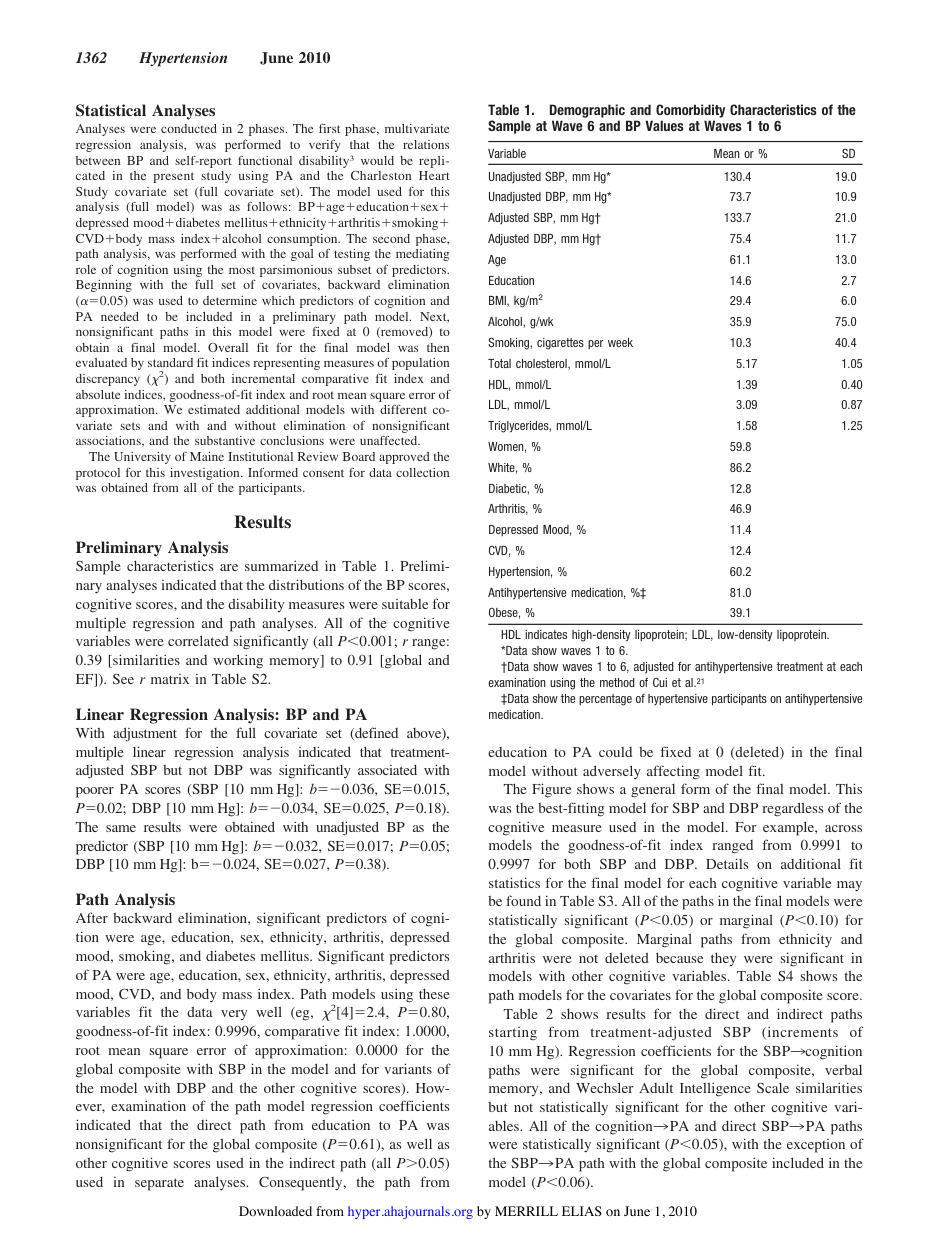 1362 Hypertension June 2010
Statistical Analyses
Analyses were conducted in 2 phases. The first phase, multivariate
regression analysis, was performed to verify that the relations
between BP and self-report functional disability³ would be repli-
cated in the present study using PA and the Charleston Heart
Study covariate set (full covariate set). The model used for this
analysis (full model) was as follows: BP+age+education+sex+
depressed mood+diabetes mellitus+ethnicity+arthritis+smoking+
CVD+body mass index+alcohol consumption. The second phase,
path analysis, was performed with the goal of testing the mediating
role of cognition using the most parsimonious subset of predictors.
Beginning with the full set of covariates, backward elimination
(α=0.05) was used to determine which predictors of cognition and
PA needed to be included in a preliminary path model. Next,
nonsignificant paths in this model were fixed at 0 (removed) to
obtain a final model. Overall fit for the final model was then
evaluated by standard fit indices representing measures of population
discrepancy (χ²) and both incremental comparative fit index and
absolute indices, goodness-of-fit index and root mean square error of
approximation. We estimated additional models with different co-
variate sets and with and without elimination of nonsignificant
associations, and the substantive conclusions were unaffected.
The University of Maine Institutional Review Board approved the
protocol for this investigation. Informed consent for data collection
was obtained from all of the participants.
Results
Preliminary Analysis
Sample characteristics are summarized in Table 1. Prelimi-
nary analyses indicated that the distributions of the BP scores,
cognitive scores, and the disability measures were suitable for
multiple regression and path analyses. All of the cognitive
variables were correlated significantly (all P<0.001; r range:
0.39 [similarities and working memory] to 0.91 [global and
EF]). See r matrix in Table S2.
Linear Regression Analysis: BP and PA
With adjustment for the full covariate set (defined above),
multiple linear regression analysis indicated that treatment-
adjusted SBP but not DBP was significantly associated with
poorer PA scores (SBP [10 mm Hg]: b=−0.036, SE=0.015,
P=0.02; DBP [10 mm Hg]: b=−0.034, SE=0.025, P=0.18).
The same results were obtained with unadjusted BP as the
predictor (SBP [10 mm Hg]: b=−0.032, SE=0.017; P=0.05;
DBP [10 mm Hg]: b=−0.024, SE=0.027, P=0.38).
Path Analysis
After backward elimination, significant predictors of cogni-
tion were age, education, sex, ethnicity, arthritis, depressed
mood, smoking, and diabetes mellitus. Significant predictors
of PA were age, education, sex, ethnicity, arthritis, depressed
mood, CVD, and body mass index. Path models using these
variables fit the data very well (eg, χ²[4]=2.4, P=0.80,
goodness-of-fit index: 0.9996, comparative fit index: 1.0000,
root mean square error of approximation: 0.0000 for the
global composite with SBP in the model and for variants of
the model with DBP and the other cognitive scores). How-
ever, examination of the path model regression coefficients
indicated that the direct path from education to PA was
nonsignificant for the global composite (P=0.61), as well as
other cognitive scores used in the indirect path (all P>0.05)
used in separate analyses. Consequently, the path from
Table 1. Demographic and Comorbidity Characteristics of the
Sample at Wave 6 and BP Values at Waves 1 to 6
Variable Mean or % SD
Unadjusted SBP, mm Hg* 130.4 19.0
Unadjusted DBP, mm Hg* 73.7 10.9
Adjusted SBP, mm Hg† 133.7 21.0
Adjusted DBP, mm Hg† 75.4 11.7
Age 61.1 13.0
Education 14.6 2.7
BMI, kg/m² 29.4 6.0
Alcohol, g/wk 35.9 75.0
Smoking, cigarettes per week 10.3 40.4
Total cholesterol, mmol/L 5.17 1.05
HDL, mmol/L 1.39 0.40
LDL, mmol/L 3.09 0.87
Triglycerides, mmol/L 1.58 1.25
Women, % 59.8
White, % 86.2
Diabetic, % 12.8
Arthritis, % 46.9
Depressed Mood, % 11.4
CVD, % 12.4
Hypertension, % 60.2
Antihypertensive medication, %‡ 81.0
Obese, % 39.1
HDL indicates high-density lipoprotein; LDL, low-density lipoprotein.
*Data show waves 1 to 6.
†Data show waves 1 to 6, adjusted for antihypertensive treatment at each
examination using the method of Cui et al.²¹
‡Data show the percentage of hypertensive participants on antihypertensive
medication.
education to PA could be fixed at 0 (deleted) in the final
model without adversely affecting model fit.
The Figure shows a general form of the final model. This
was the best-fitting model for SBP and DBP regardless of the
cognitive measure used in the model. For example, across
models the goodness-of-fit index ranged from 0.9991 to
0.9997 for both SBP and DBP. Details on additional fit
statistics for the final model for each cognitive variable may
be found in Table S3. All of the paths in the final models were
statistically significant (P<0.05) or marginal (P<0.10) for
the global composite. Marginal paths from ethnicity and
arthritis were not deleted because they were significant in
models with other cognitive variables. Table S4 shows the
path models for the covariates for the global composite score.
Table 2 shows results for the direct and indirect paths
starting from treatment-adjusted SBP (increments of
10 mm Hg). Regression coefficients for the SBP→cognition
paths were significant for the global composite, verbal
memory, and Wechsler Adult Intelligence Scale similarities
but not statistically significant for the other cognitive vari-
ables. All of the cognition→PA and direct SBP→PA paths
were statistically significant (P<0.05), with the exception of
the SBP→PA path with the global composite included in the
model (P<0.06).
Downloaded from hyper.ahajournals.org by MERRILL ELIAS on June 1, 2010